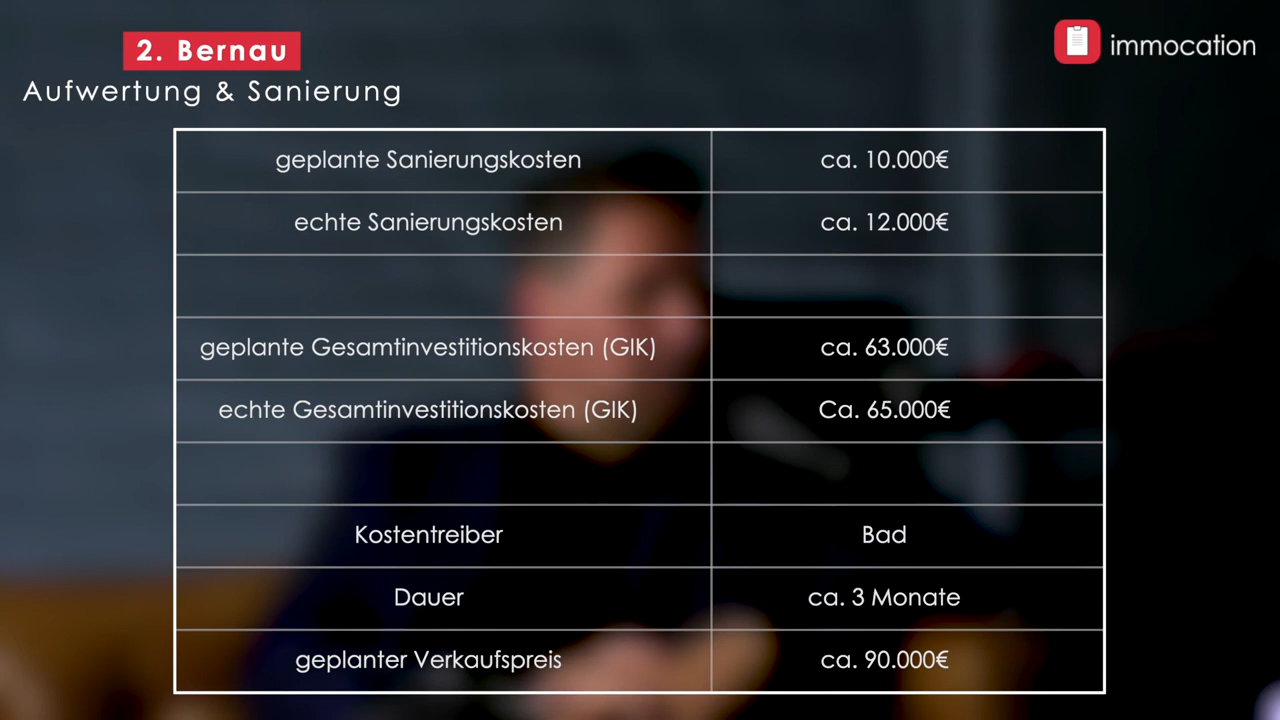 2. Bernau
immocation
Aufwertung & Sanierung
geplante Sanierungskosten ca. 10.000€
echte Sanierungskosten ca. 12.000€
geplante Gesamtinvestitionskosten (GIK) ca. 63.000€
echte Gesamtinvestitionskosten (GIK) Ca. 65.000€
Kostentreiber Bad
Dauer ca. 3 Monate
geplanter Verkaufspreis ca. 90.000€